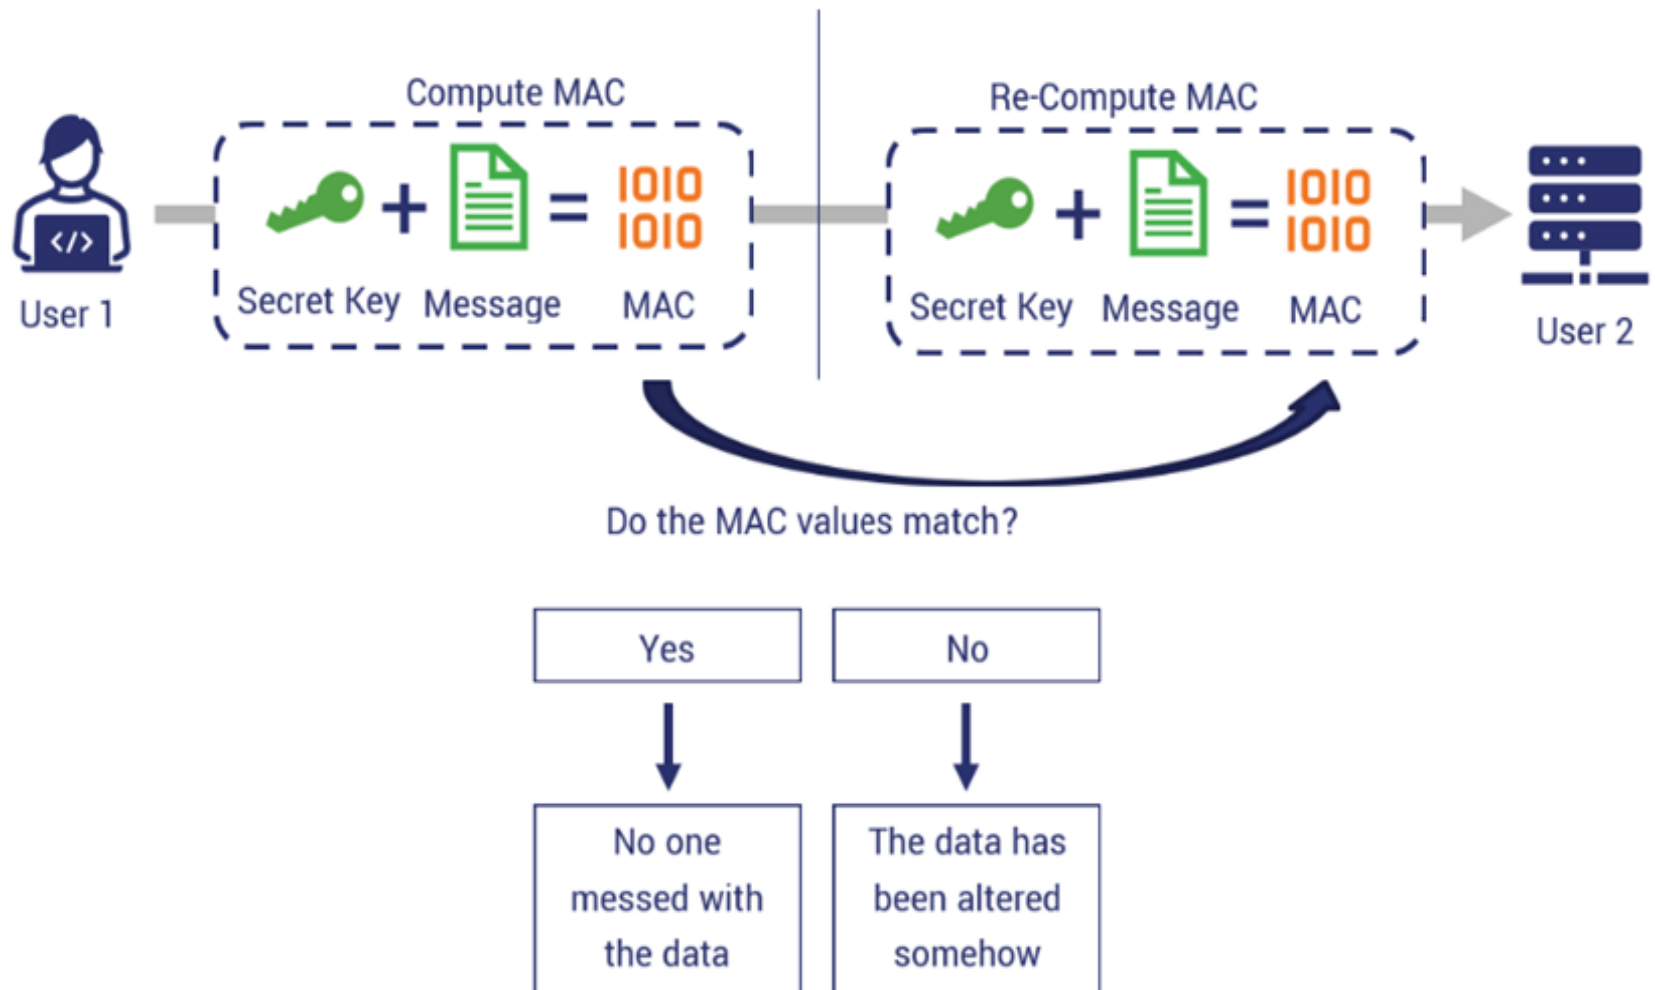 Compute MAC
Re-Compute MAC
1010
1010
1010
1010
</>
Secret Key
Message
MAC
Secret Key
Message
MAC
User 1
User 2
Do the MAC values match?
Yes
No
No one
messed with
the data
The data has
been altered
somehow